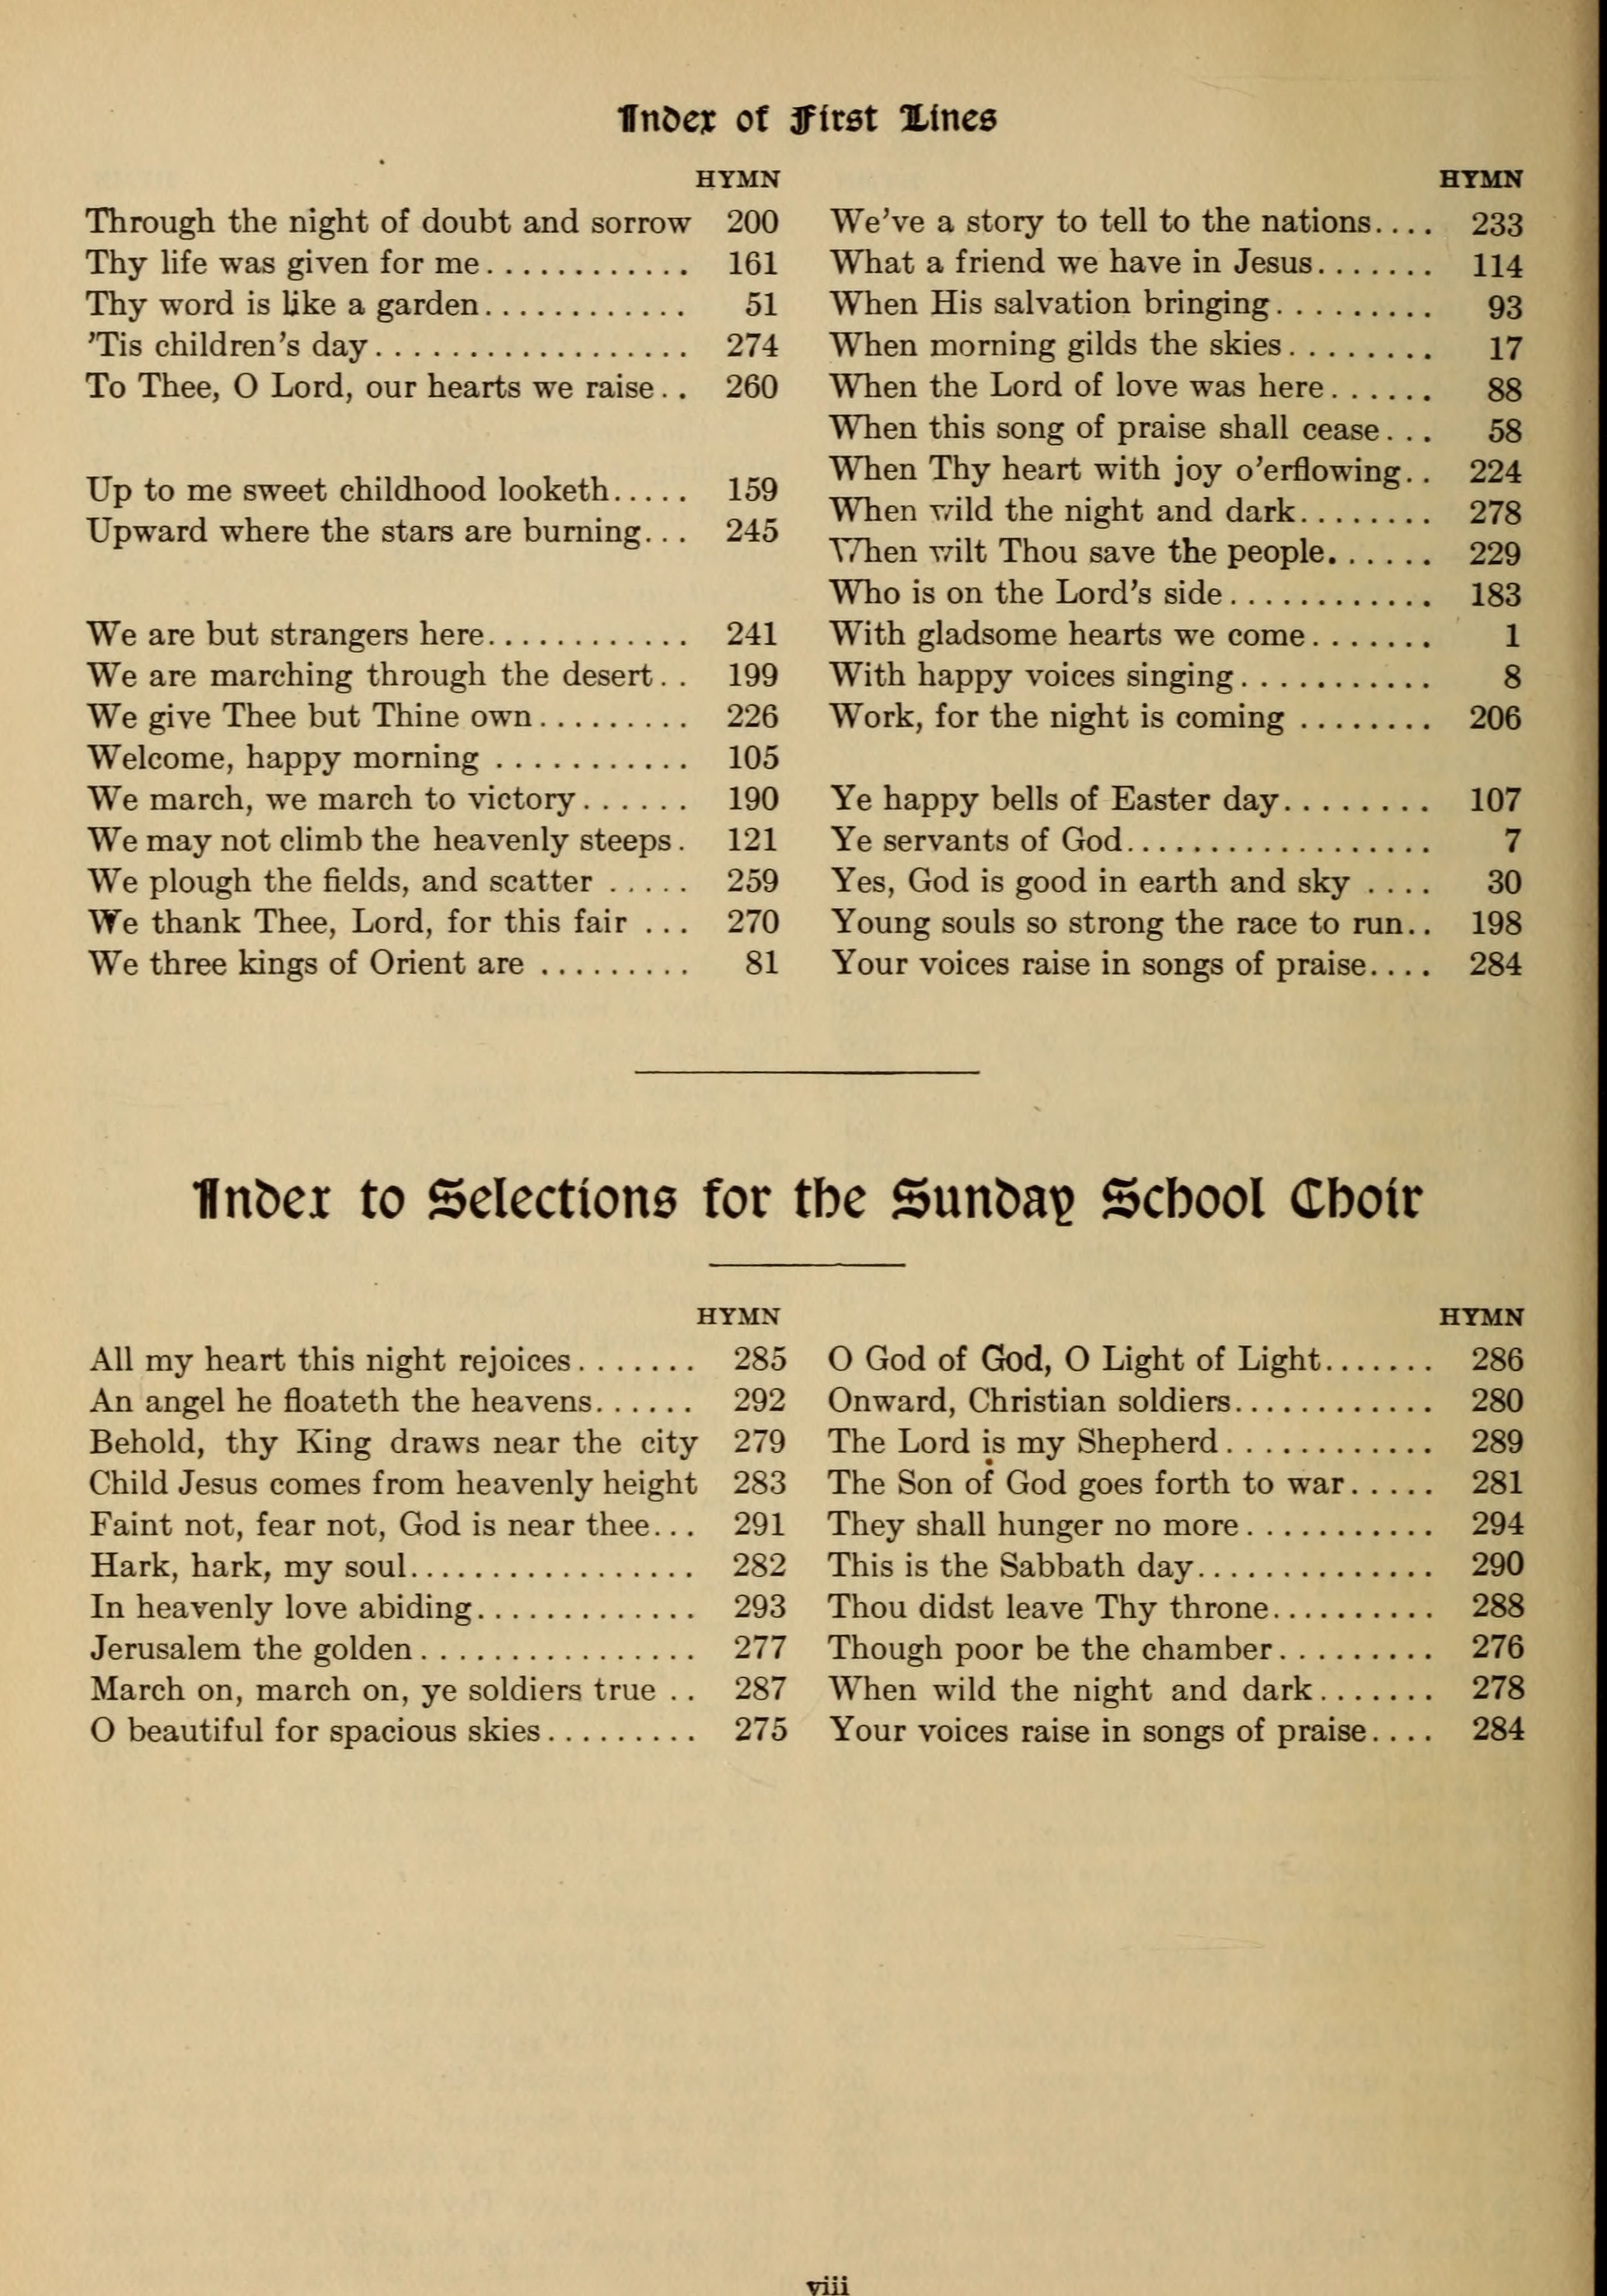 Index of First Lines
HYMN
Through the night of doubt and sorrow 200
Thy life was given for me............ 161
Thy word is like a garden............ 51
’Tis children’s day.................. 274
To Thee, O Lord, our hearts we raise.. 260
Up to me sweet childhood looketh..... 159
Upward where the stars are burning... 245
We are but strangers here............ 241
We are marching through the desert.. 199
We give Thee but Thine own......... 226
Welcome, happy morning ........... 105
We march, we march to victory...... 190
We may not climb the heavenly steeps. 121
We plough the fields, and scatter ..... 259
We thank Thee, Lord, for this fair ... 270
We three kings of Orient are ......... 81
HYMN
We’ve a story to tell to the nations.... 233
What a friend we have in Jesus....... 114
When His salvation bringing......... 93
When morning gilds the skies........ 17
When the Lord of love was here...... 88
When this song of praise shall cease... 58
When Thy heart with joy o’erflowing.. 224
When wild the night and dark........ 278
When wilt Thou save the people...... 229
Who is on the Lord’s side............ 183
With gladsome hearts we come....... 1
With happy voices singing........... 8
Work, for the night is coming ........ 206
Ye happy bells of Easter day........ 107
Ye servants of God.................. 7
Yes, God is good in earth and sky .... 30
Young souls so strong the race to run.. 198
Your voices raise in songs of praise.... 284
Index to Selections for the Sunday School Choir
HYMN
All my heart this night rejoices....... 285
An angel he floateth the heavens...... 292
Behold, thy King draws near the city 279
Child Jesus comes from heavenly height 283
Faint not, fear not, God is near thee... 291
Hark, hark, my soul................. 282
In heavenly love abiding............. 293
Jerusalem the golden................ 277
March on, march on, ye soldiers true .. 287
O beautiful for spacious skies......... 275
HYMN
O God of God, O Light of Light....... 286
Onward, Christian soldiers............ 280
The Lord is my Shepherd............ 289
The Son of God goes forth to war..... 281
They shall hunger no more........... 294
This is the Sabbath day.............. 290
Thou didst leave Thy throne.......... 288
Though poor be the chamber......... 276
When wild the night and dark....... 278
Your voices raise in songs of praise.... 284
viii